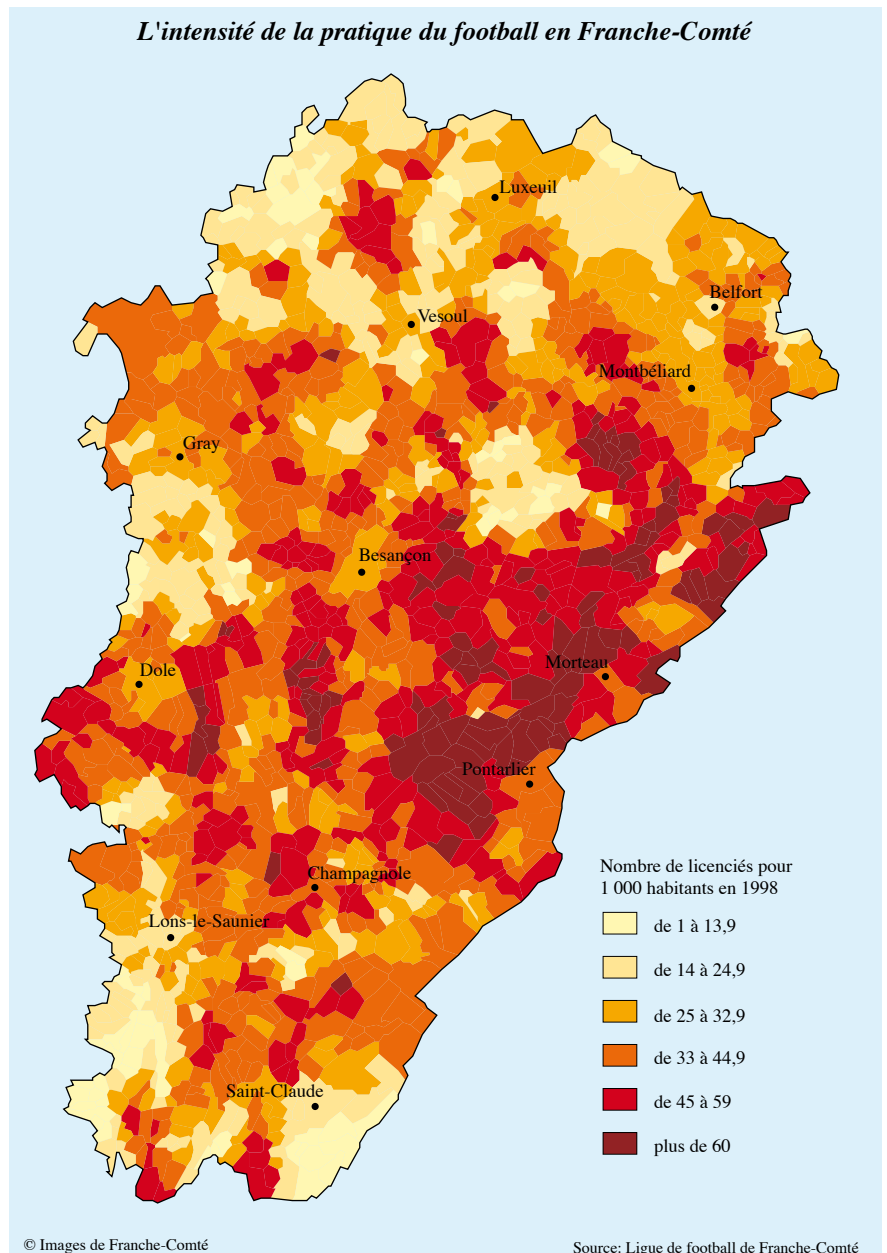 L'intensité de la pratique du football en Franche-Comté
Luxeuil
Belfort
Vesoul
Montbéliard
Gray
Besançon
Morteau
Dole
Pontarlier
Champagnole
Lons-le-Saunier
Saint-Claude
Nombre de licenciés pour
1 000 habitants en 1998
de 1 à 13,9
de 14 à 24,9
de 25 à 32,9
de 33 à 44,9
de 45 à 59
plus de 60
© Images de Franche-Comté
Source: Ligue de football de Franche-Comté